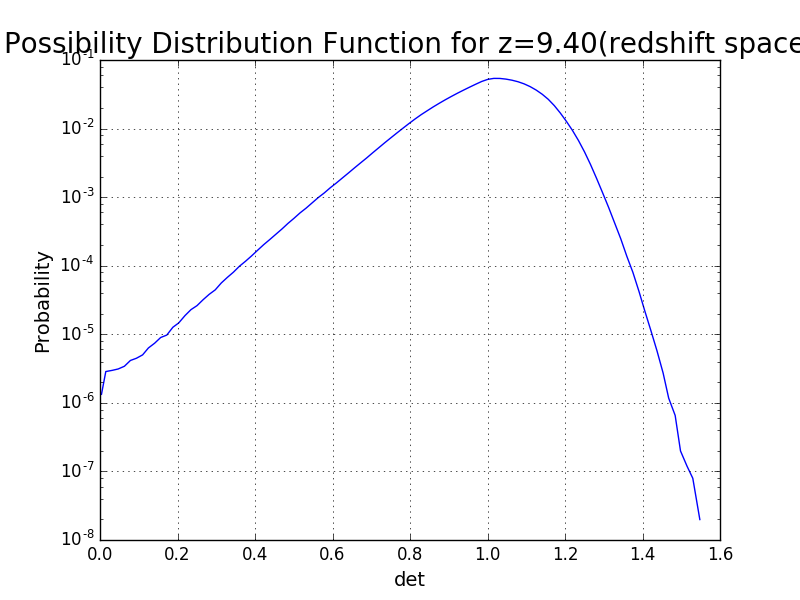 Possibility Distribution Function for z=9.40(redshift space
10^-1
10^-2
10^-3
10^-4
10^-5
10^-6
10^-7
10^-8
Probability
0.0 0.2 0.4 0.6 0.8 1.0 1.2 1.4 1.6
det